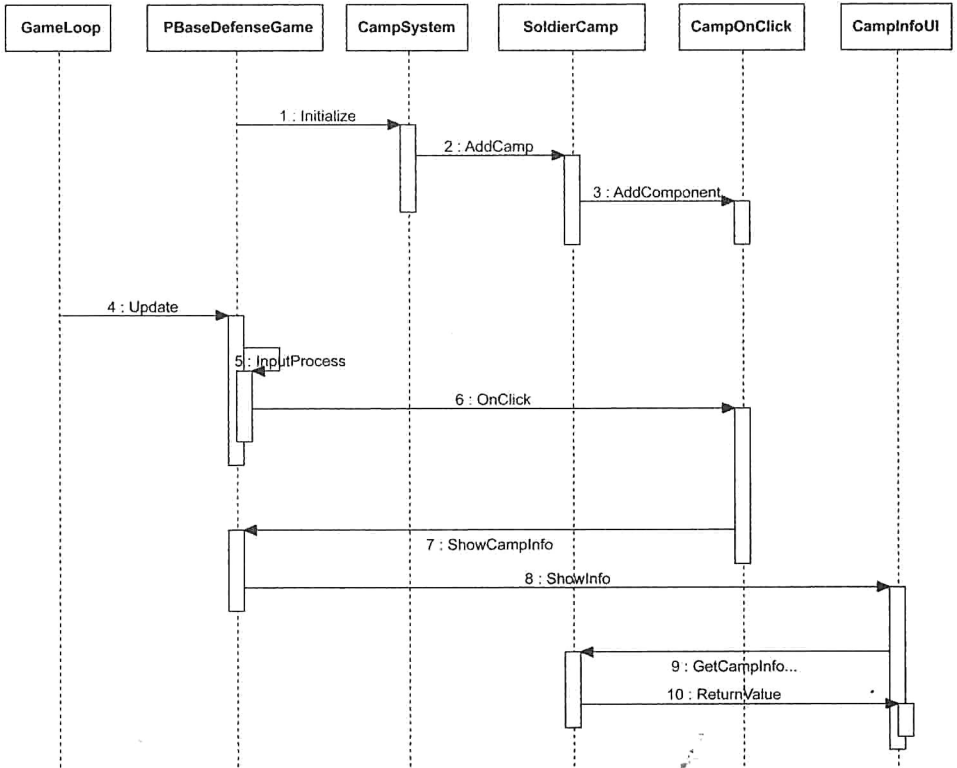 GameLoop
PBaseDefenseGame
CampSystem
SoldierCamp
CampOnClick
CampInfoUI
1 : Initialize
2 : AddCamp
3 : AddComponent
4 : Update
5 : InputProcess
6 : OnClick
7 : ShowCampInfo
8 : ShowInfo
9 : GetCampInfo...
10 : ReturnValue